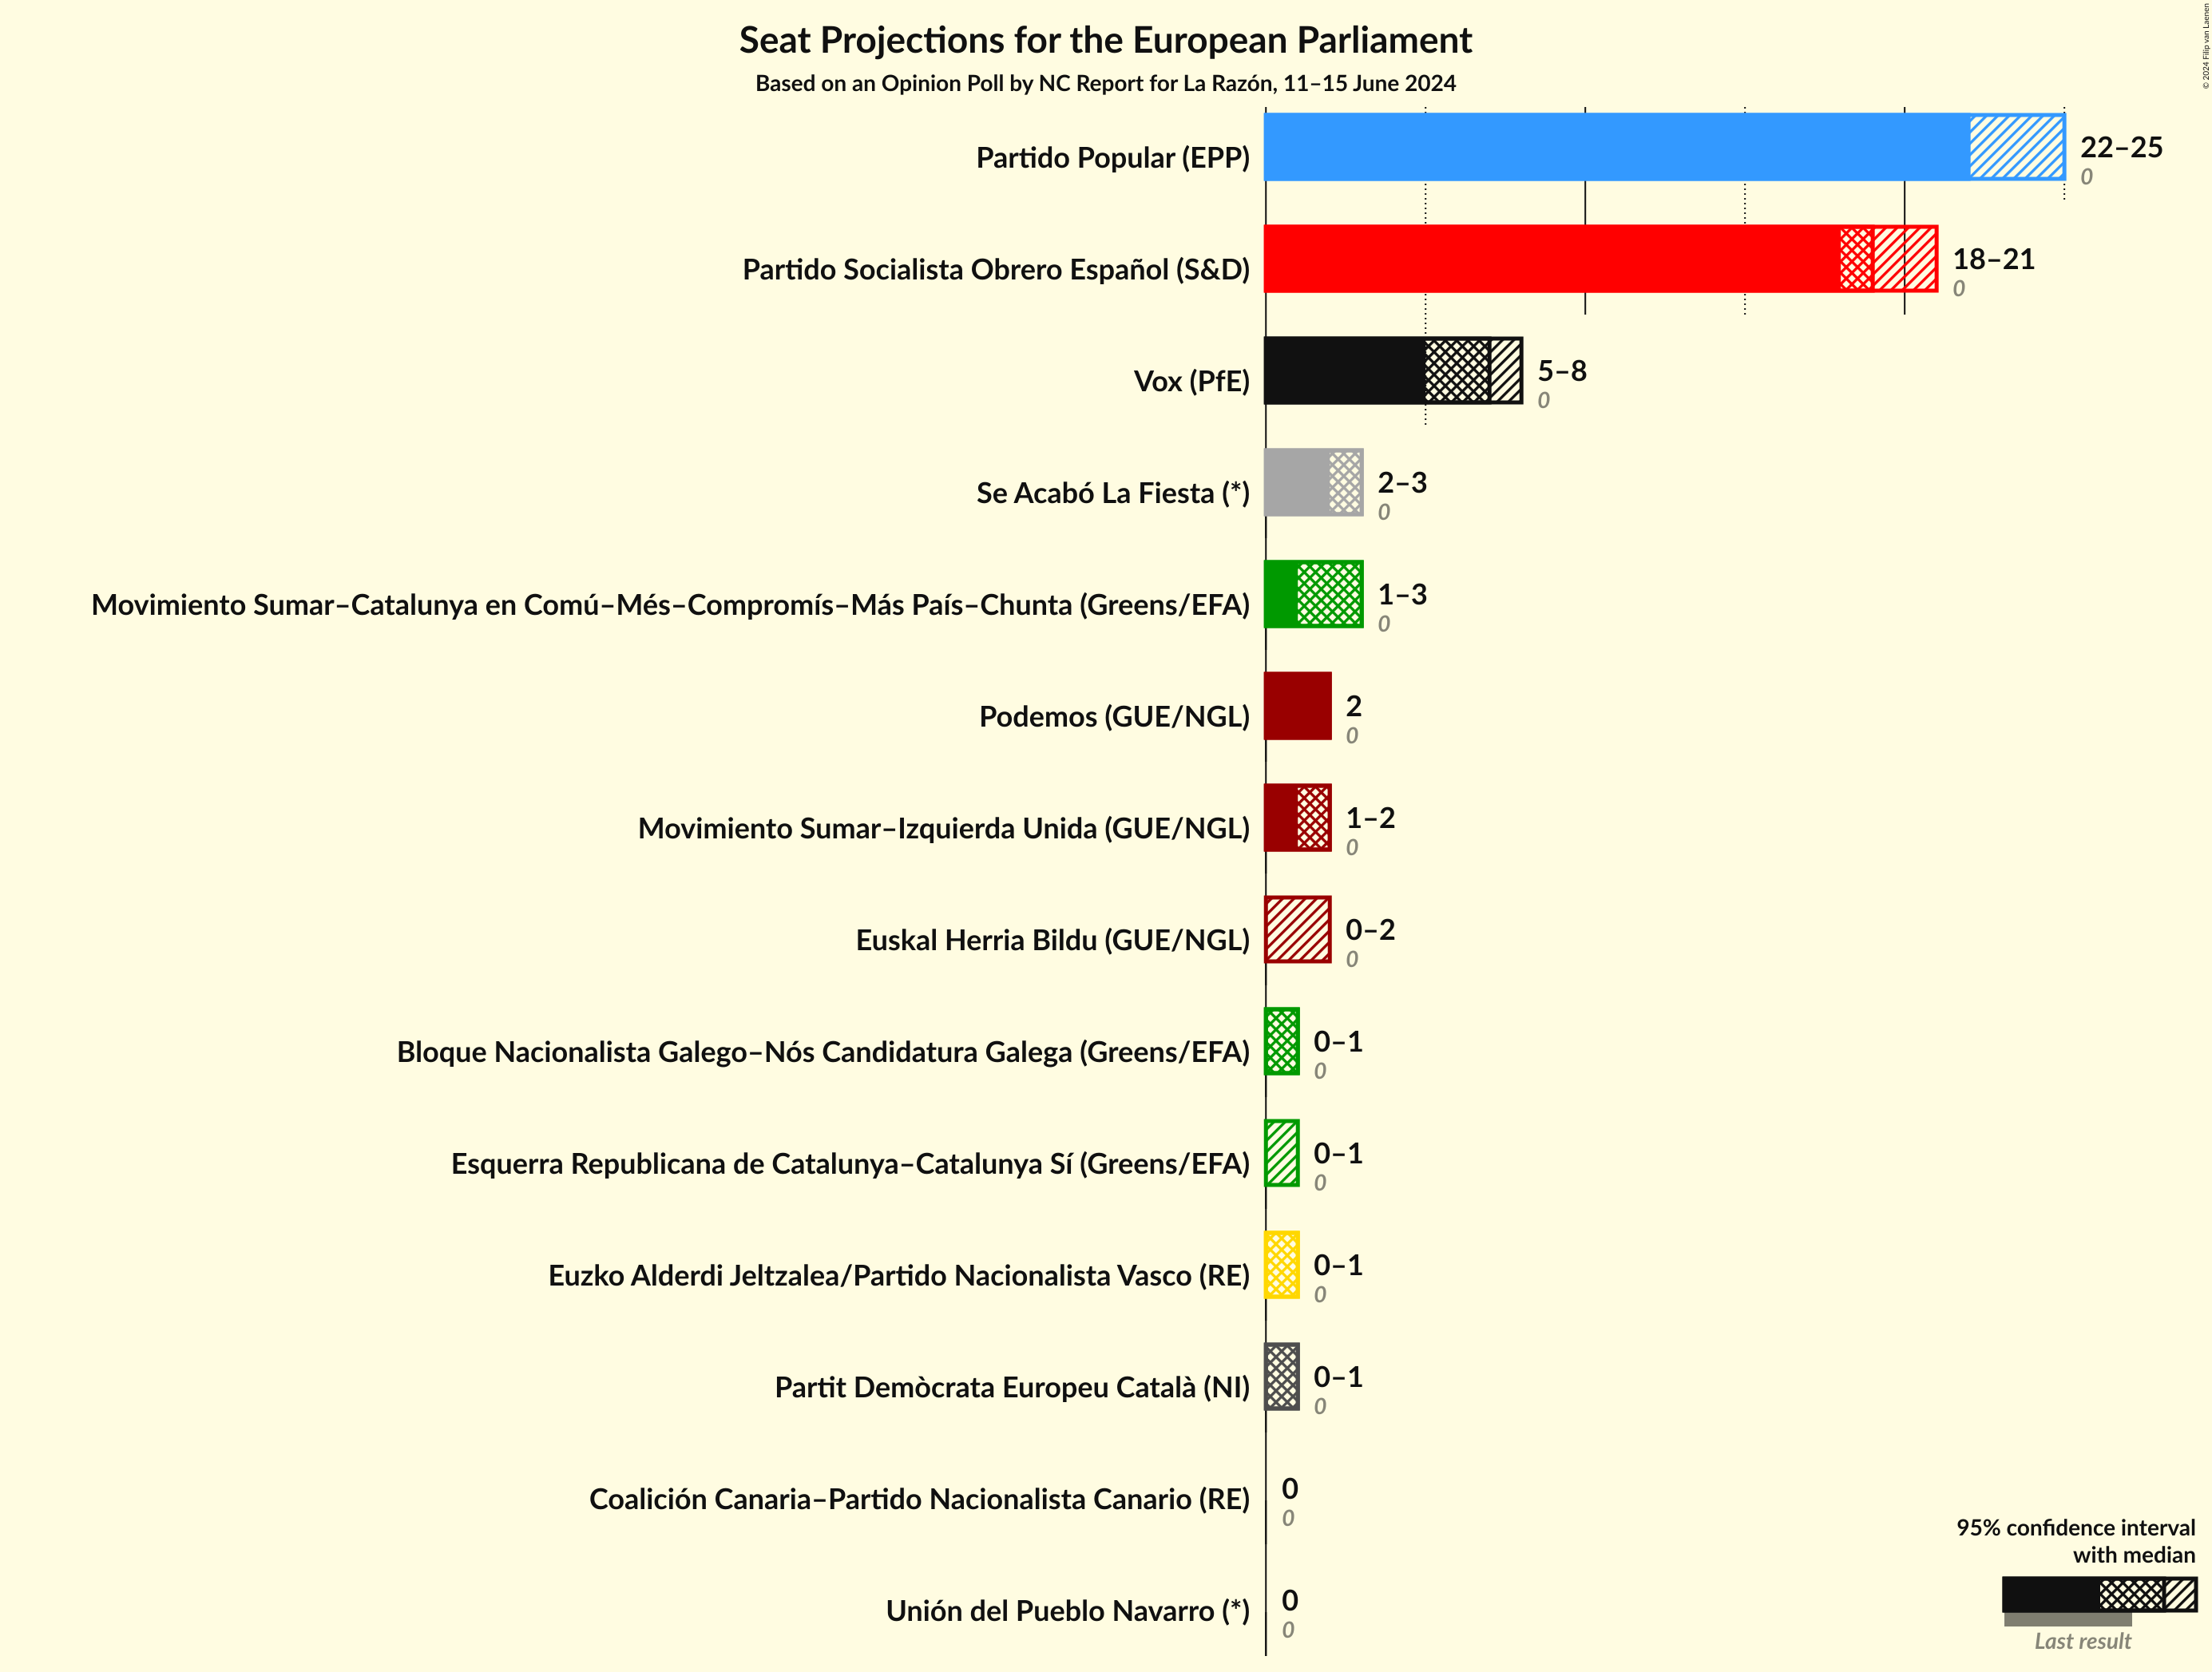 Seat Projections for the European Parliament
Based on an Opinion Poll by NC Report for La Razón, 11–15 June 2024
© 2024 Filip van Laenen
Partido Popular (EPP)
22–25
0
Partido Socialista Obrero Español (S&D)
18–21
0
Vox (PfE)
5–8
0
Se Acabó La Fiesta (*)
2–3
0
Movimiento Sumar–Catalunya en Comú–Més–Compromís–Más País–Chunta (Greens/EFA)
1–3
0
Podemos (GUE/NGL)
2
0
Movimiento Sumar–Izquierda Unida (GUE/NGL)
1–2
0
Euskal Herria Bildu (GUE/NGL)
0–2
0
Bloque Nacionalista Galego–Nós Candidatura Galega (Greens/EFA)
0–1
0
Esquerra Republicana de Catalunya–Catalunya Sí (Greens/EFA)
0–1
0
Euzko Alderdi Jeltzalea/Partido Nacionalista Vasco (RE)
0–1
0
Partit Demòcrata Europeu Català (NI)
0–1
0
Coalición Canaria–Partido Nacionalista Canario (RE)
0
0
Unión del Pueblo Navarro (*)
0
0
95% confidence interval
with median
Last result